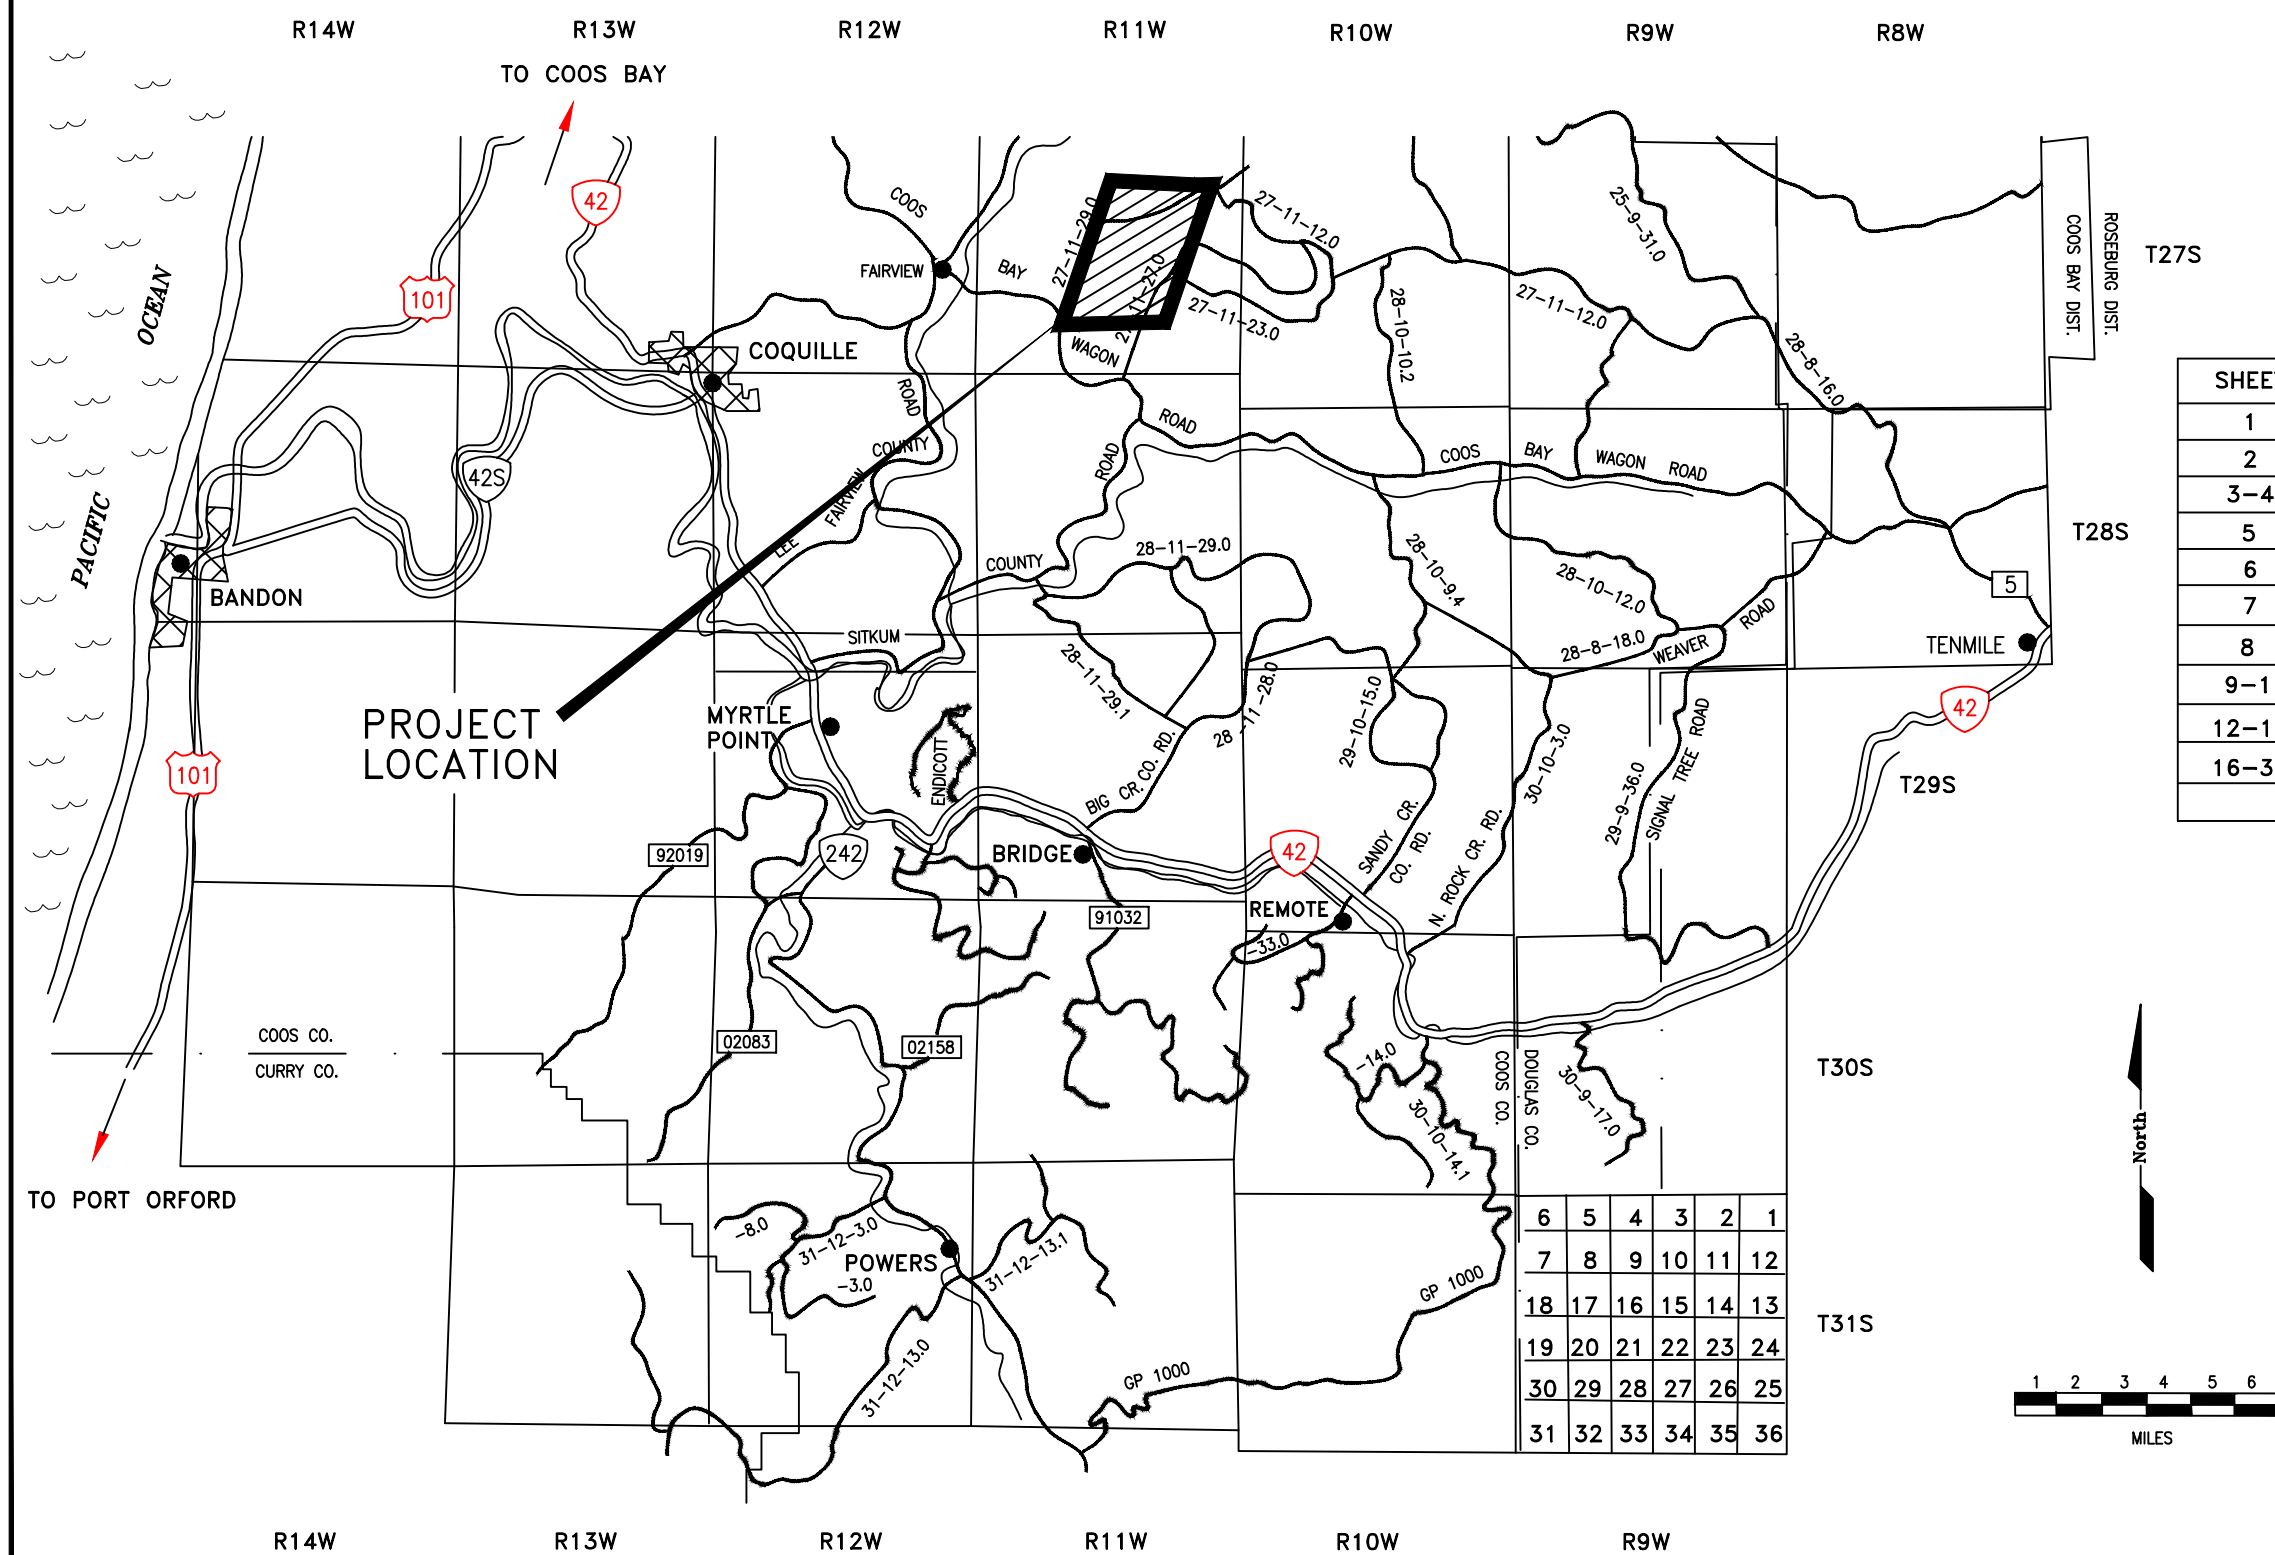 R14W
R13W
R12W
R11W
R10W
R9W
R8W
TO COOS BAY
42
101
COOS
FAIRVIEW
BAY
27-11-29.0
27-11-27.0
27-11-12.0
27-11-23.0
WAGON
28-10-10.2
27-11-12.0
25-9-31.0
28-8-16.0
COOS BAY DIST.
ROSEBURG DIST.
T27S
OCEAN
PACIFIC
COQUILLE
ROAD
COUNTY
FAIRVIEW
LEE
42S
ROAD
ROAD
COUNTY
COOS
BAY
WAGON
ROAD
T28S
28-11-29.0
28-10-9.4
28-10-12.0
28-8-18.0
WEAVER
ROAD
5
TENMILE
BANDON
SITKUM
28-11-29.1
28-11-28.0
29-10-15.0
30-10-3.0
29-9-36.0
SIGNAL TREE ROAD
42
T29S
PROJECT
LOCATION
MYRTLE
POINT
ENDICOTT
BIG CR. CO. RD.
101
92019
242
BRIDGE
42
SANDY CR.
CO. RD.
N. ROCK CR. RD.
REMOTE
91032
-33.0
COOS CO.
CURRY CO.
02083
02158
-14.0
30-10-14.1
COOS CO.
DOUGLAS CO.
30-9-17.0
T30S
North
TO PORT ORFORD
-8.0
31-12-3.0
POWERS
-3.0
31-12-13.1
31-12-13.0
GP 1000
GP 1000
6 5 4 3 2 1
7 8 9 10 11 12
18 17 16 15 14 13
19 20 21 22 23 24
30 29 28 27 26 25
31 32 33 34 35 36
T31S
SHEE
1
2
3-4
5
6
7
8
9-1
12-1
16-3
1 2 3 4 5 6
MILES
R14W
R13W
R12W
R11W
R10W
R9W